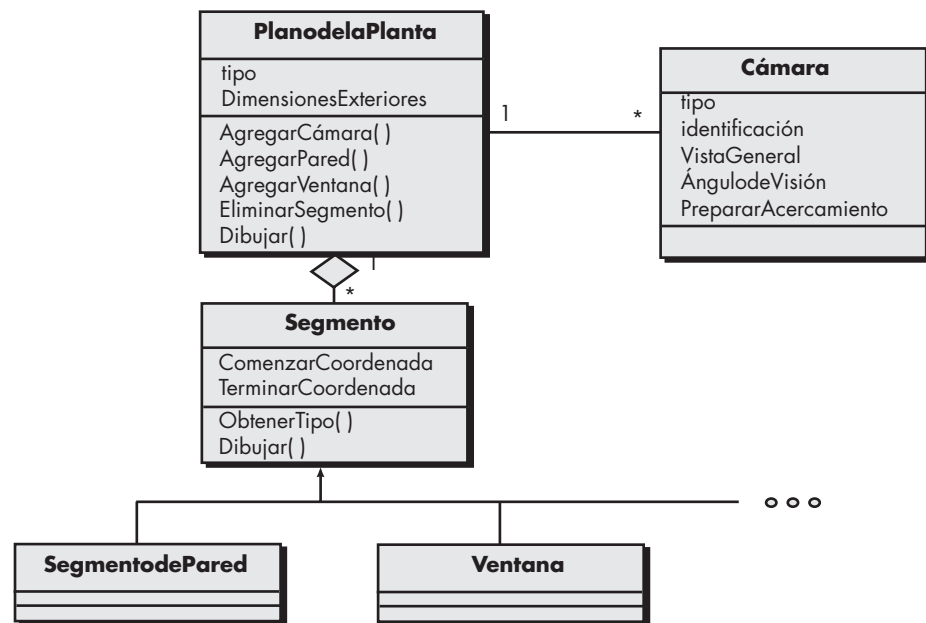 PlanodelaPlanta
tipo
DimensionesExteriores
AgregarCámara( )
AgregarPared( )
AgregarVentana( )
EliminarSegmento( )
Dibujar( )
1
*
Cámara
tipo
identificación
VistaGeneral
ÁngulodeVisión
PrepararAcercamiento
1
*
Segmento
ComenzarCoordenada
TerminarCoordenada
ObtenerTipo( )
Dibujar( )
SegmentodePared
Ventana